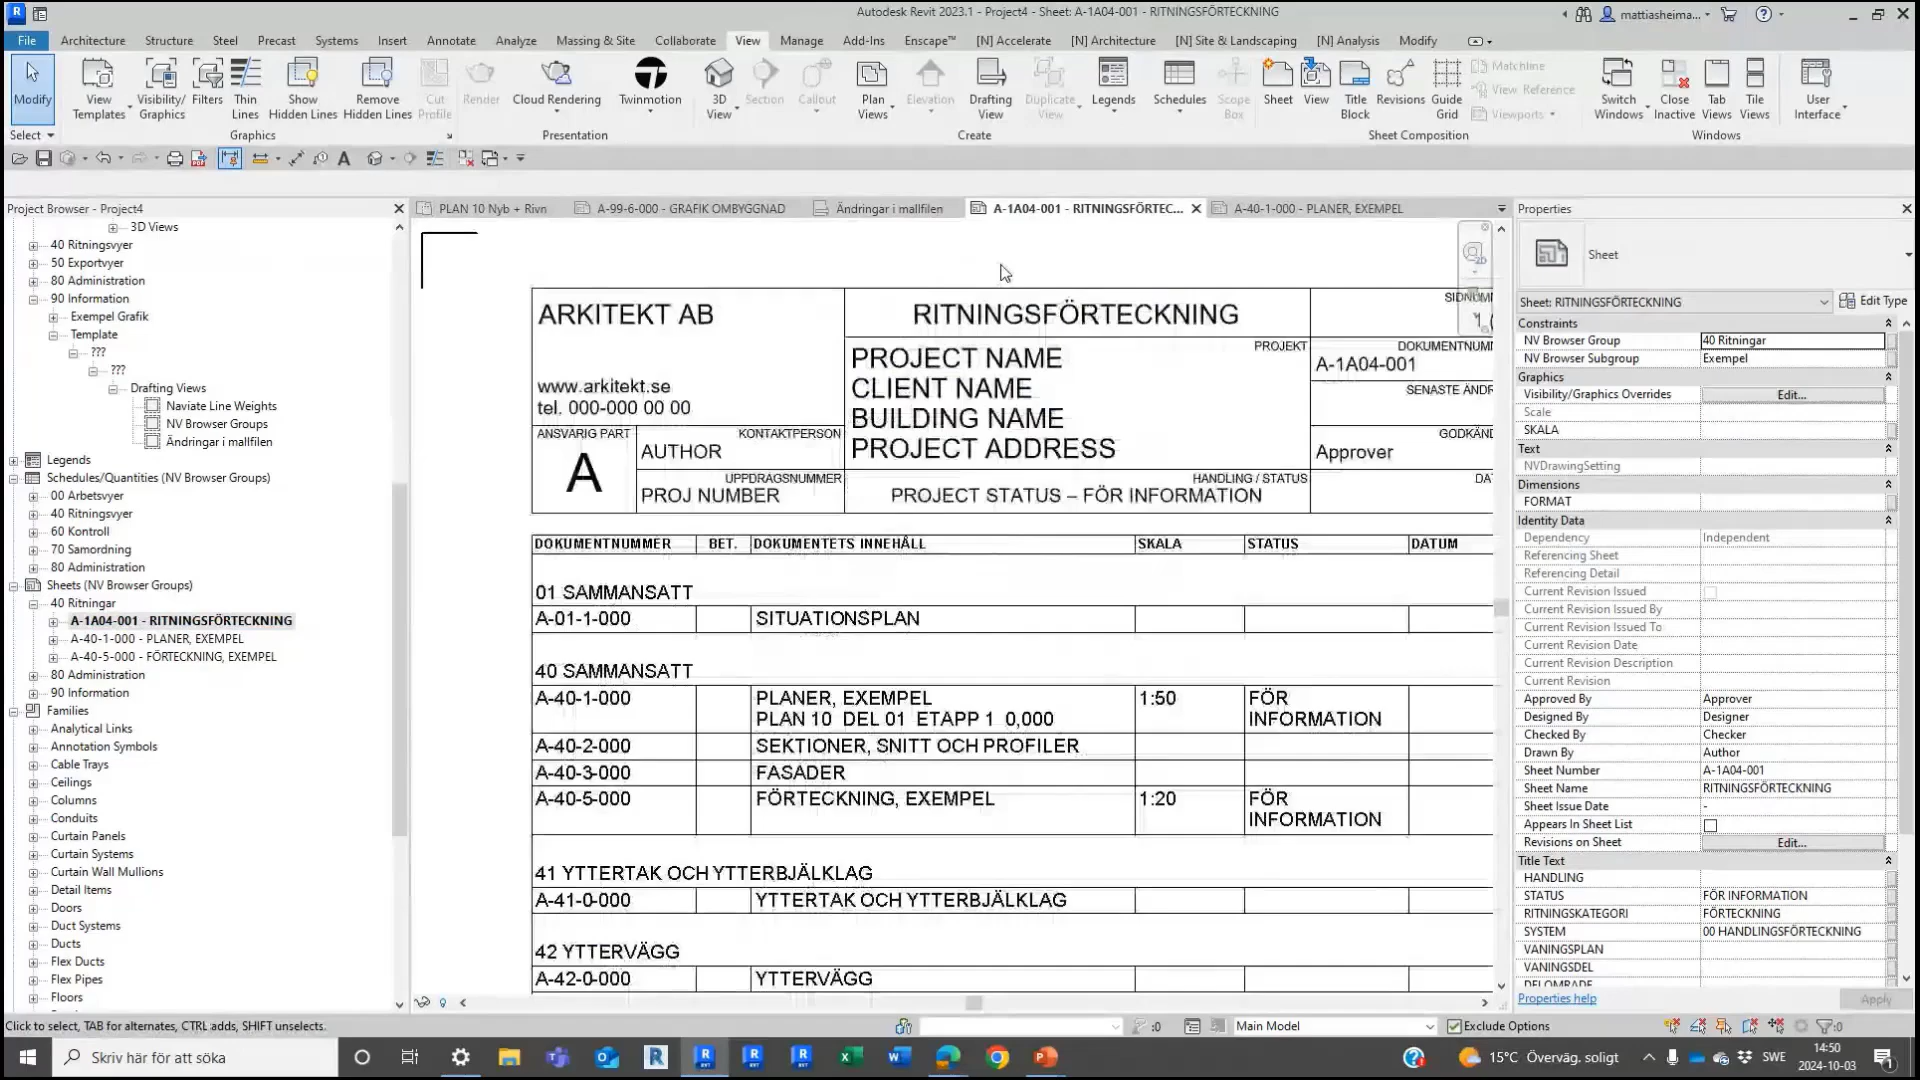 Autodesk Revit 2023.1 - Project4 - Sheet: A-1A04-001 - RITNINGSFÖRTECKNING
mattiasheima...
File Architecture Structure Steel Precast Systems Insert Annotate Analyze Massing & Site Collaborate View Manage Add-Ins Enscape™ [N] Accelerate [N] Architecture [N] Site & Landscaping [N] Analysis Modify
Modify
View Templates
Visibility/ Graphics
Filters
Thin Lines
Show Hidden Lines
Remove Hidden Lines
Cut Profile
Render
Cloud Rendering
Twinmotion
3D View
Section
Callout
Plan Views
Elevation
Drafting View
Duplicate View
Legends
Schedules
Scope Box
Sheet
View
Title Block
Revisions
Guide Grid
Matchline
View Reference
Viewports
Switch Windows
Close Inactive
Tab Views
Tile Views
User Interface
Select Graphics Presentation Create Sheet Composition Windows
Project Browser - Project4
PLAN 10 Nyb + Rivn
A-99-6-000 - GRAFIK OMBYGGNAD
Ändringar i mallfilen
A-1A04-001 - RITNINGSFÖRTEC...
A-40-1-000 - PLANER, EXEMPEL
3D Views
40 Ritningsvyer
50 Exportvyer
80 Administration
90 Information
Exempel Grafik
Template
???
???
Drafting Views
Naviate Line Weights
NV Browser Groups
Ändringar i mallfilen
Legends
Schedules/Quantities (NV Browser Groups)
00 Arbetsvyer
40 Ritningsvyer
60 Kontroll
70 Samordning
80 Administration
Sheets (NV Browser Groups)
40 Ritningar
A-1A04-001 - RITNINGSFÖRTECKNING
A-40-1-000 - PLANER, EXEMPEL
A-40-5-000 - FÖRTECKNING, EXEMPEL
80 Administration
90 Information
Families
Analytical Links
Annotation Symbols
Cable Trays
Ceilings
Columns
Conduits
Curtain Panels
Curtain Systems
Curtain Wall Mullions
Detail Items
Doors
Duct Systems
Ducts
Flex Ducts
Flex Pipes
Floors
ARKITEKT AB
www.arkitekt.se
tel. 000-000 00 00
ANSVARIG PART
A
KONTAKTPERSON
AUTHOR
UPPDRAGSNUMMER
PROJ NUMBER
RITNINGSFÖRTECKNING
PROJEKT
PROJECT NAME
CLIENT NAME
BUILDING NAME
PROJECT ADDRESS
HANDLING / STATUS
PROJECT STATUS – FÖR INFORMATION
SIDNUMM
1 (
DOKUMENTNUM
A-1A04-001
SENASTE ÄNDR
GODKÄND
Approver
DA
DOKUMENTNUMMER BET. DOKUMENTETS INNEHÅLL SKALA STATUS DATUM
01 SAMMANSATT
A-01-1-000 SITUATIONSPLAN
40 SAMMANSATT
A-40-1-000 PLANER, EXEMPEL 1:50 FÖR
PLAN 10 DEL 01 ETAPP 1 0,000 INFORMATION
A-40-2-000 SEKTIONER, SNITT OCH PROFILER
A-40-3-000 FASADER
A-40-5-000 FÖRTECKNING, EXEMPEL 1:20 FÖR
INFORMATION
41 YTTERTAK OCH YTTERBJÄLKLAG
A-41-0-000 YTTERTAK OCH YTTERBJÄLKLAG
42 YTTERVÄGG
A-42-0-000 YTTERVÄGG
Properties
Sheet
Sheet: RITNINGSFÖRTECKNING Edit Type
Constraints
NV Browser Group 40 Ritningar
NV Browser Subgroup Exempel
Graphics
Visibility/Graphics Overrides Edit...
Scale
SKALA
Text
NVDrawingSetting
Dimensions
FORMAT
Identity Data
Dependency Independent
Referencing Sheet
Referencing Detail
Current Revision Issued
Current Revision Issued By
Current Revision Issued To
Current Revision Date
Current Revision Description
Current Revision
Approved By Approver
Designed By Designer
Checked By Checker
Drawn By Author
Sheet Number A-1A04-001
Sheet Name RITNINGSFÖRTECKNING
Sheet Issue Date -
Appears In Sheet List
Revisions on Sheet Edit...
Title Text
HANDLING
STATUS FÖR INFORMATION
RITNINGSKATEGORI FÖRTECKNING
SYSTEM 00 HANDLINGSFÖRTECKNING
VANINGSPLAN
VANINGSDEL
DELOMRADE
Properties help Apply
Click to select, TAB for alternates, CTRL adds, SHIFT unselects.
:0
Main Model
Exclude Options
:0
Skriv här för att söka
15°C Överväg. soligt
SWE
14:50
2024-10-03